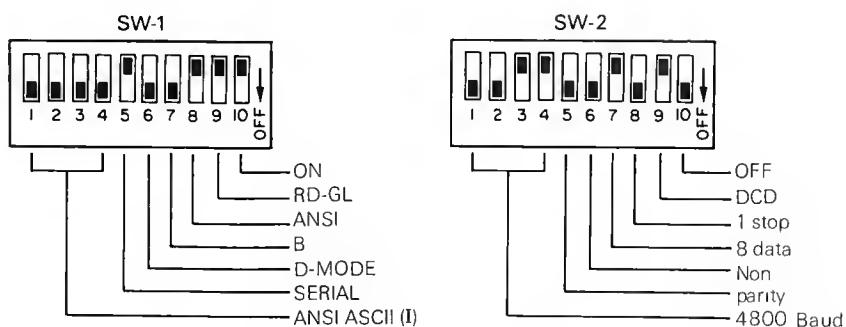 SW-1
1 2 3 4 5 6 7 8 9 10 OFF
ON
RD-GL
ANSI
B
D-MODE
SERIAL
ANSI ASCII (I)
SW-2
1 2 3 4 5 6 7 8 9 10 OFF
OFF
DCD
1 stop
8 data
Non
parity
4800 Baud